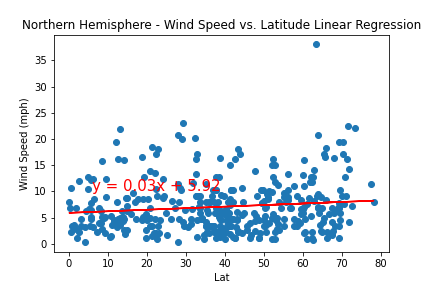 Northern Hemisphere - Wind Speed vs. Latitude Linear Regression
Wind Speed (mph)
35
30
25
20
15
10
5
0
y = 0.03x + 5.92
0 10 20 30 40 50 60 70 80
Lat